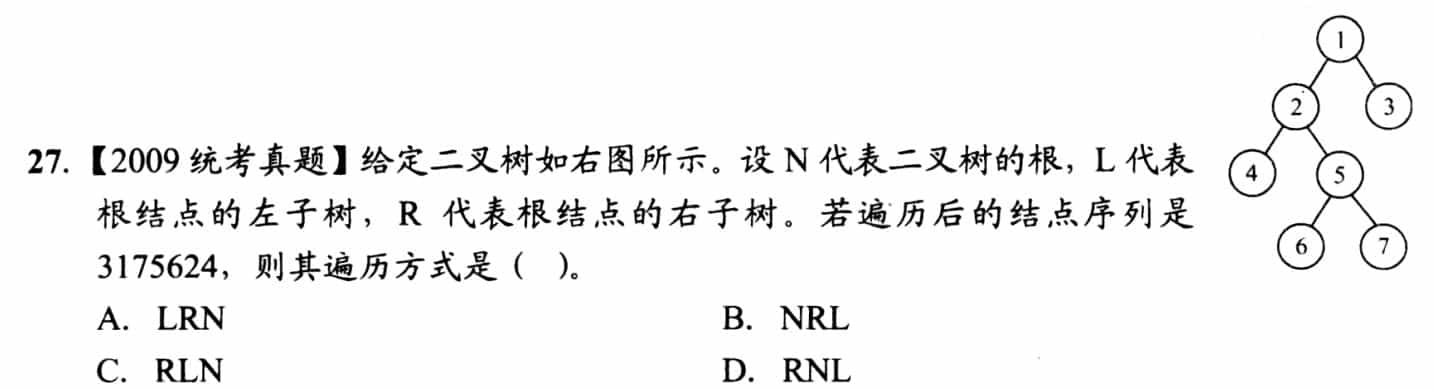 27. 【2009 统考真题】给定二叉树如右图所示。设 N 代表二叉树的根，L 代表
根结点的左子树，R 代表根结点的右子树。若遍历后的结点序列是
3175624，则其遍历方式是（  ）。
A. LRN
B. NRL
C. RLN
D. RNL
1
2
3
4
5
6
7